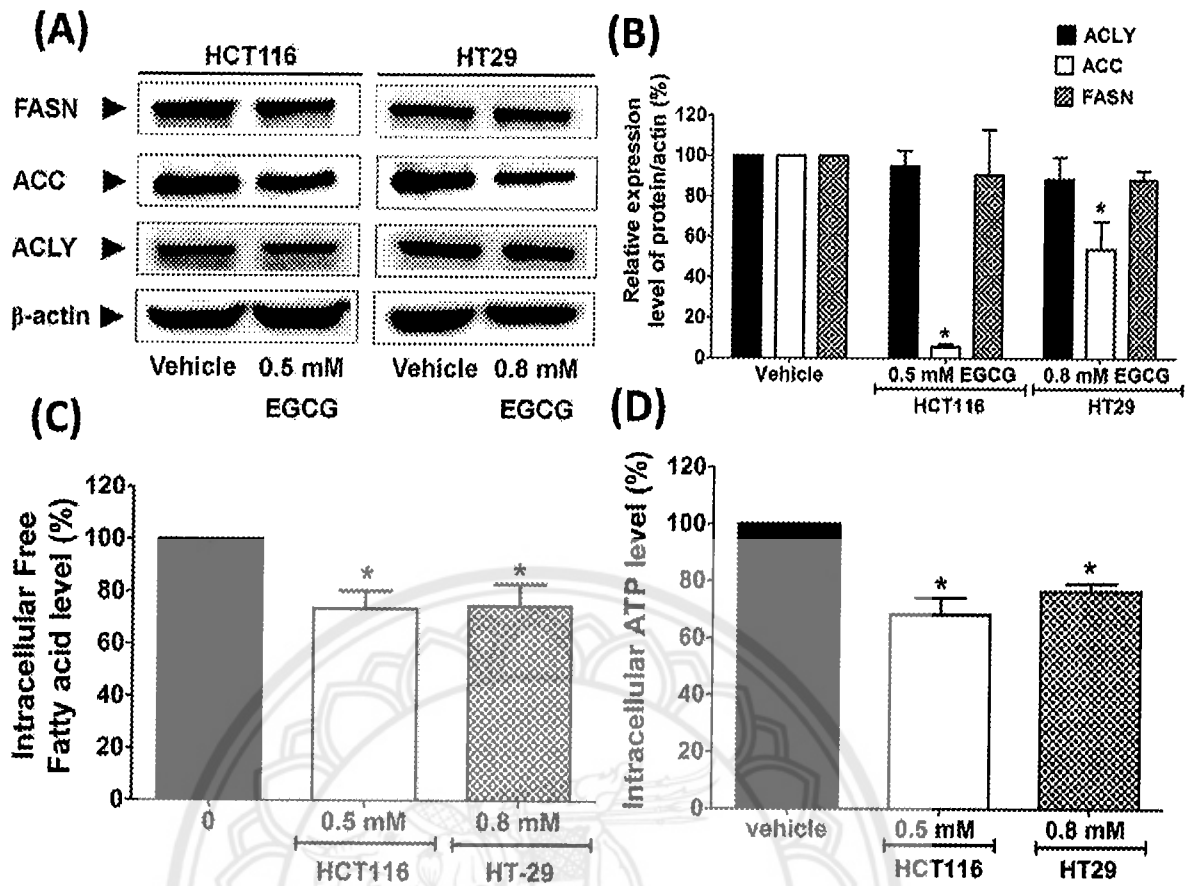 (A)
HCT116 HT29
FASN
ACC
ACLY
β-actin
Vehicle 0.5 mM Vehicle 0.8 mM
EGCG EGCG
(B)
ACLY
ACC
FASN
Relative expression
level of protein/actin (%)
120
100
80
60
40
20
0
* *
Vehicle 0.5 mM EGCG 0.8 mM EGCG
HCT116 HT29
(C)
Intracellular Free
Fatty acid level (%)
120
100
80
60
40
20
0
* *
0 0.5 mM 0.8 mM
HCT116 HT-29
(D)
Intracellular ATP level (%)
120
100
80
60
40
20
0
* *
vehicle 0.5 mM 0.8 mM
HCT116 HT29